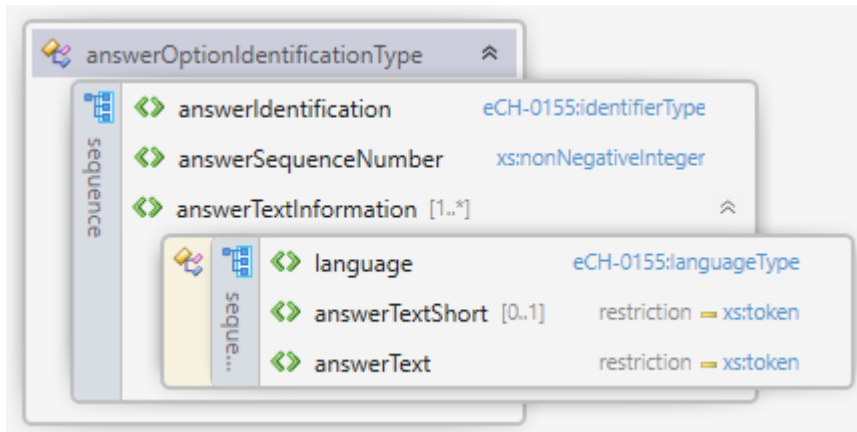 answerOptionIdentificationType
answerIdentification eCH-0155:identifierType
answerSequenceNumber xs:nonNegativeInteger
sequence
answerTextInformation [1..*]
language eCH-0155:languageType
seque...
answerTextShort [0..1] restriction xs:token
answerText restriction xs:token